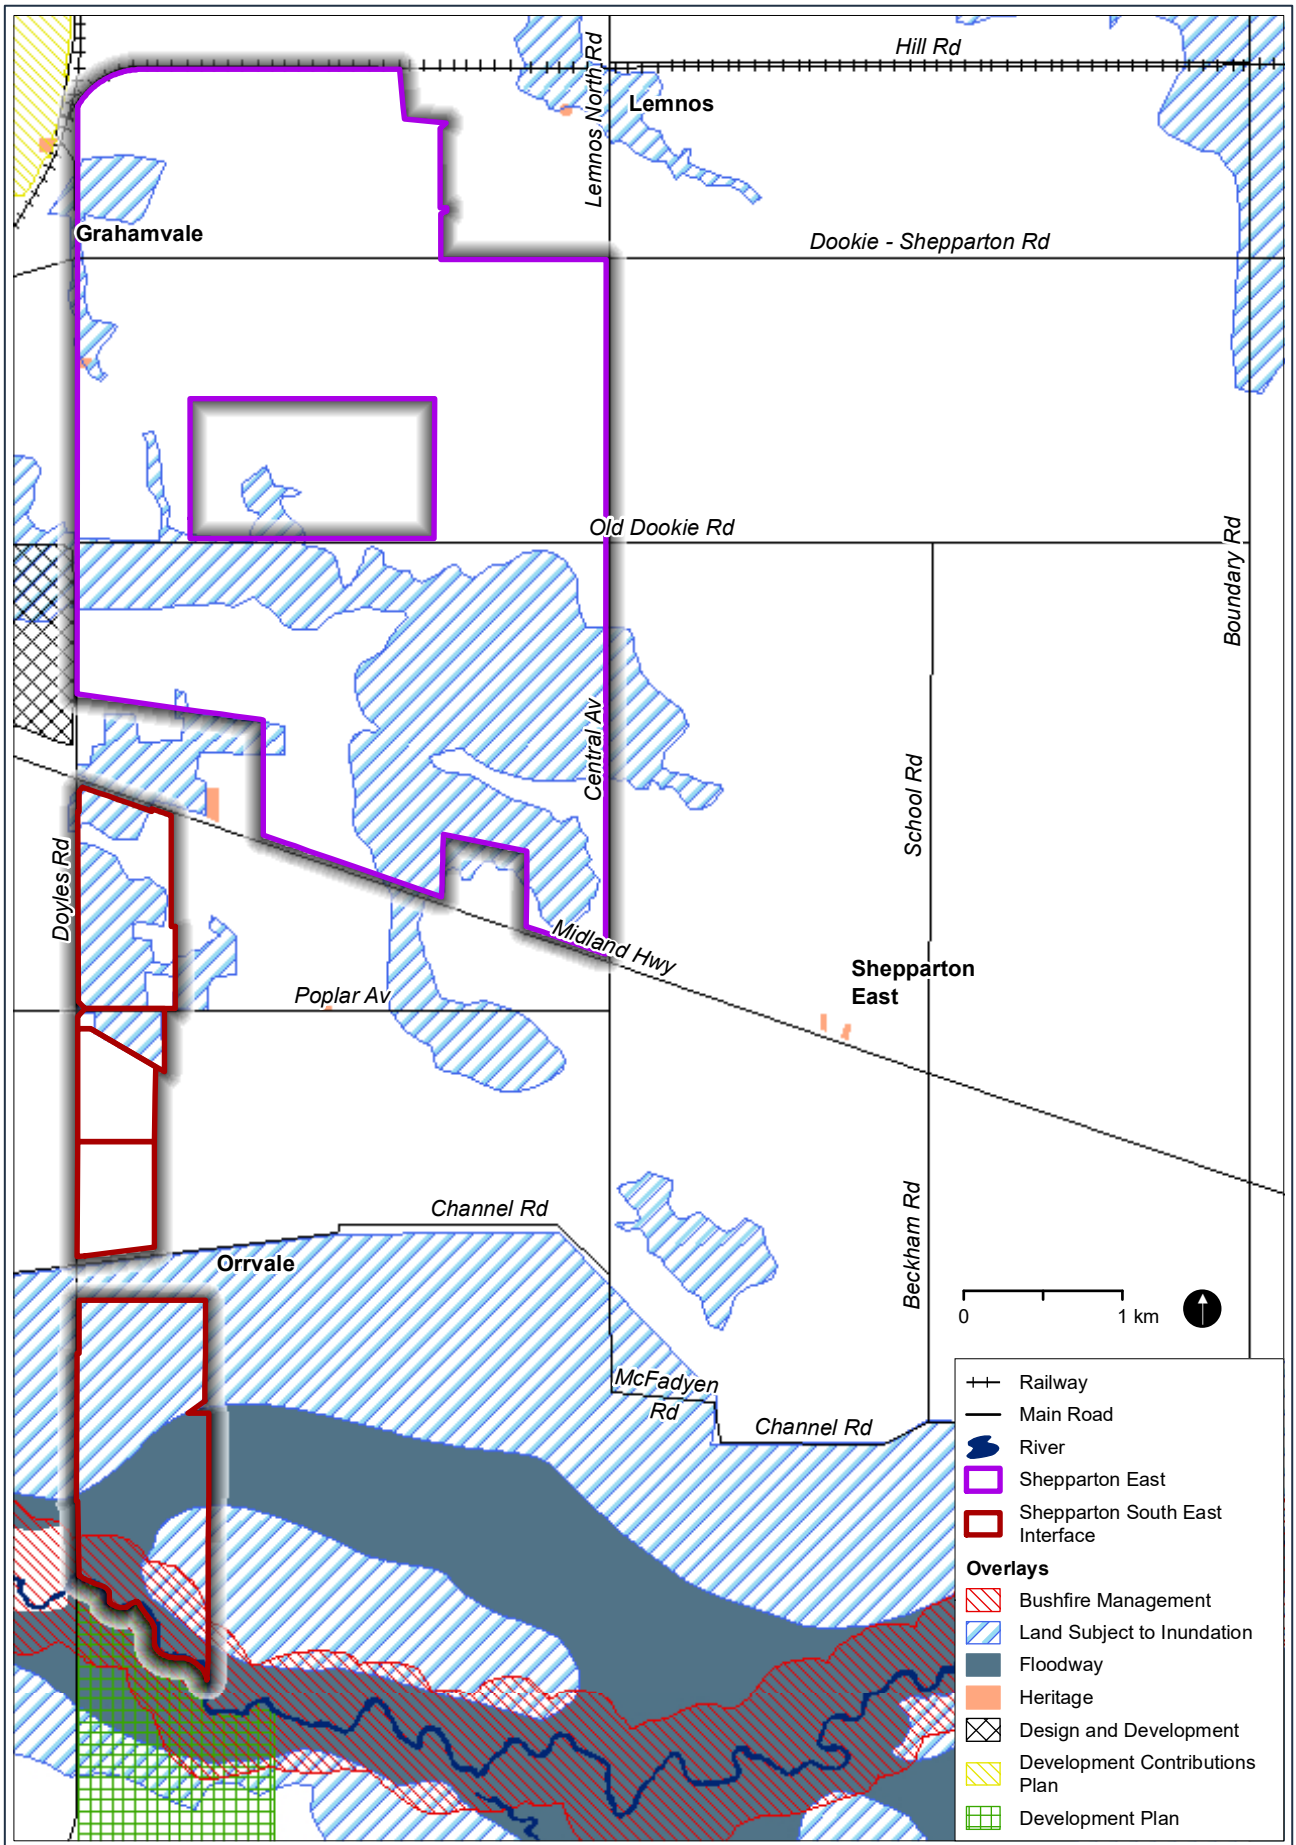 Hill Rd
Lemnos North Rd
Lemnos
Grahamvale
Dookie - Shepparton Rd
Old Dookie Rd
Boundary Rd
Central Av
School Rd
Doyles Rd
Midland Hwy
Shepparton
East
Poplar Av
Channel Rd
Orrvale
Beckham Rd
0
1 km
McFadyen
Rd
Channel Rd
Railway
Main Road
River
Shepparton East
Shepparton South East
Interface
Overlays
Bushfire Management
Land Subject to Inundation
Floodway
Heritage
Design and Development
Development Contributions
Plan
Development Plan